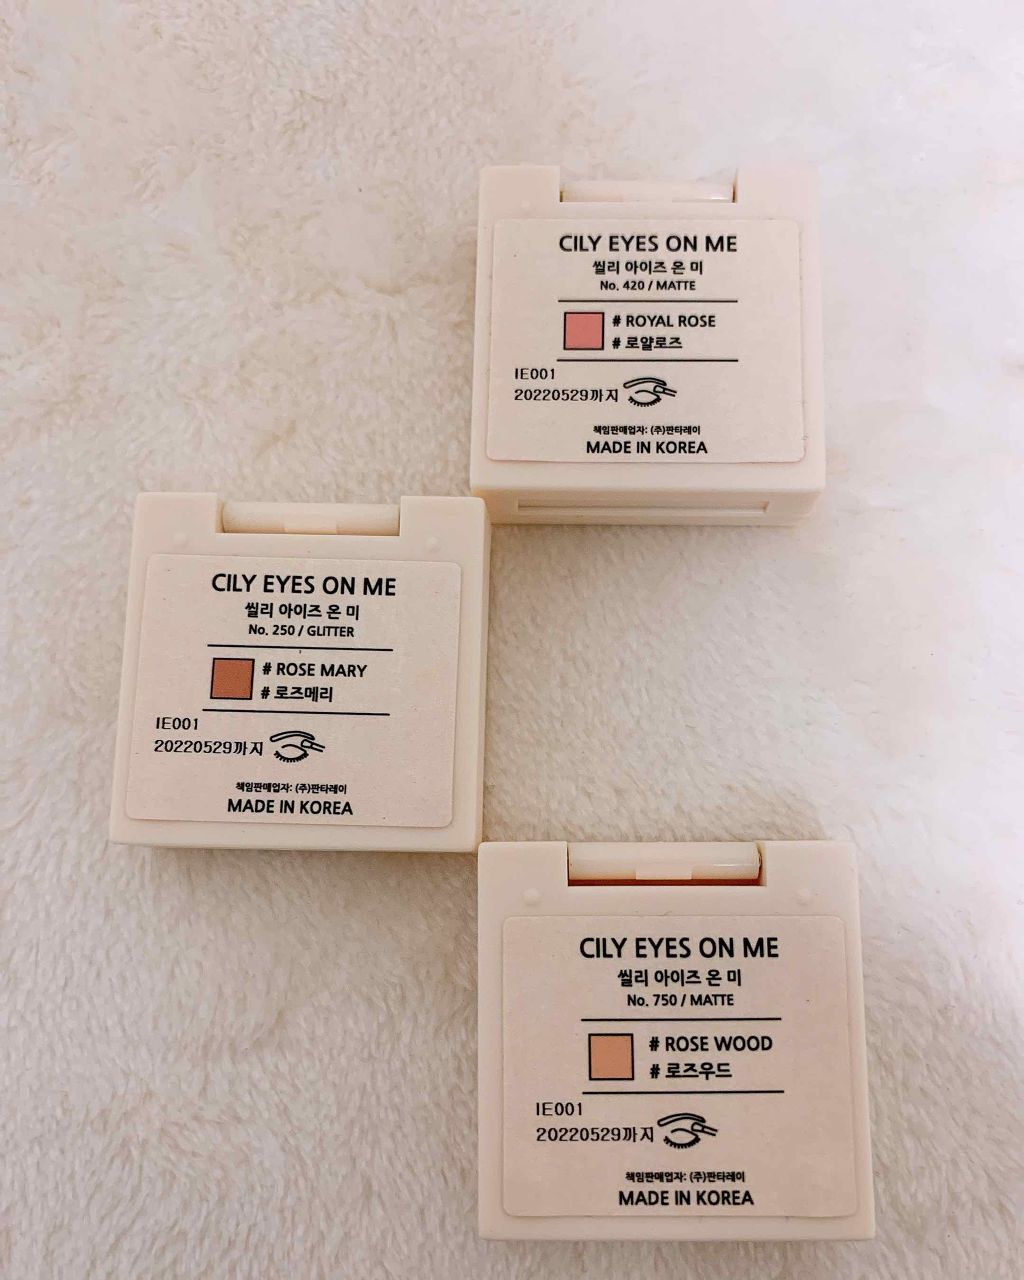 CILY EYES ON ME
씰리 아이즈 온 미
No. 420 / MATTE
# ROYAL ROSE
# 로얄로즈
IE001
20220529까지
책임판매업자: (주)판타레이
MADE IN KOREA
CILY EYES ON ME
씰리 아이즈 온 미
No. 250 / GLITTER
# ROSE MARY
# 로즈메리
IE001
20220529까지
책임판매업자: (주)판타레이
MADE IN KOREA
CILY EYES ON ME
씰리 아이즈 온 미
No. 750 / MATTE
# ROSE WOOD
# 로즈우드
IE001
20220529까지
책임판매업자: (주)판타레이
MADE IN KOREA